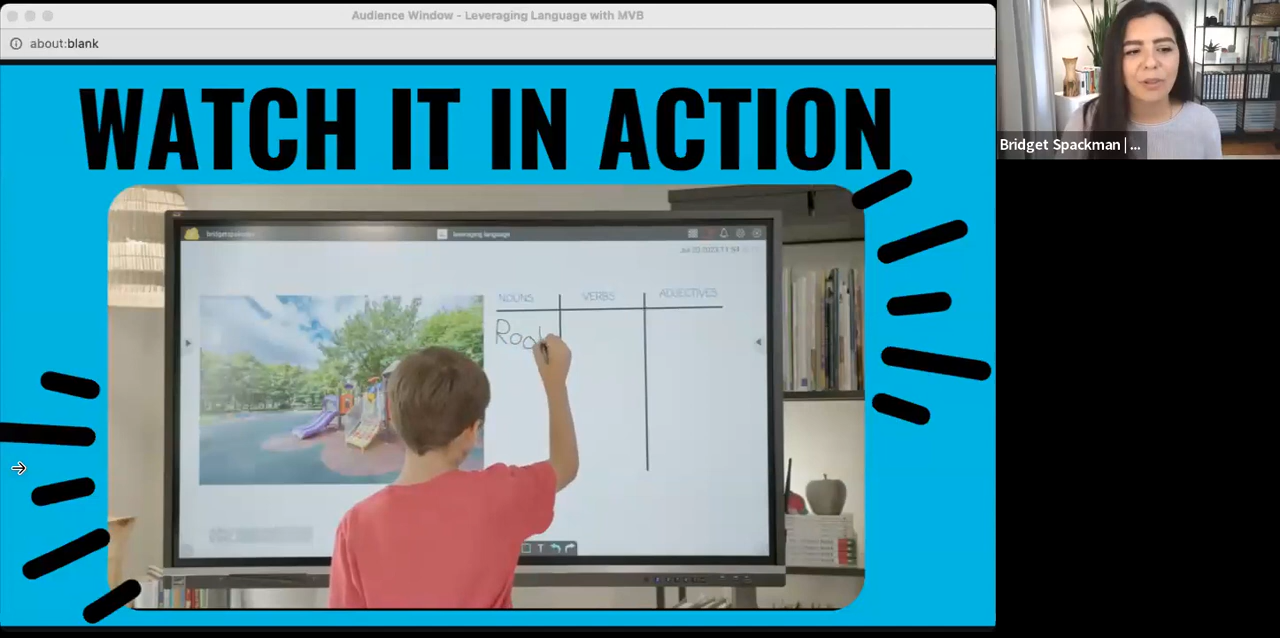 Audience Window - Leveraging Language with MVB
about:blank
WATCH IT IN ACTION
Bridget Spackman | ...
bridgetspackman
leveraging language
NOUNS VERBS ADJECTIVES
T